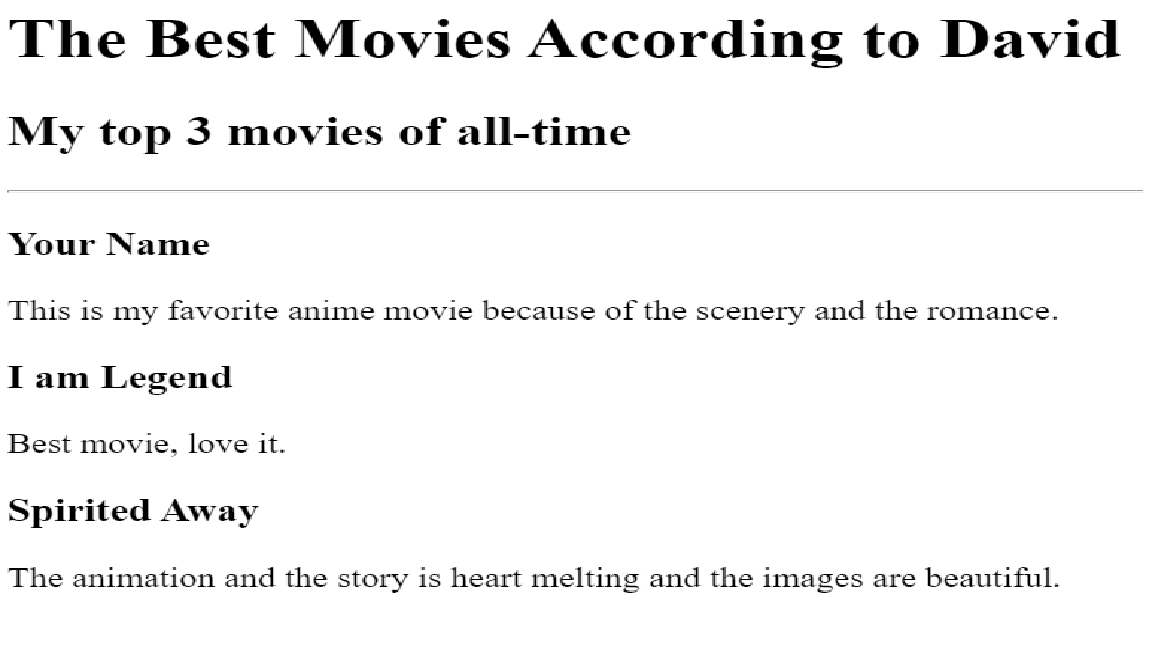 The Best Movies According to David
My top 3 movies of all-time
Your Name
This is my favorite anime movie because of the scenery and the romance.
I am Legend
Best movie, love it.
Spirited Away
The animation and the story is heart melting and the images are beautiful.